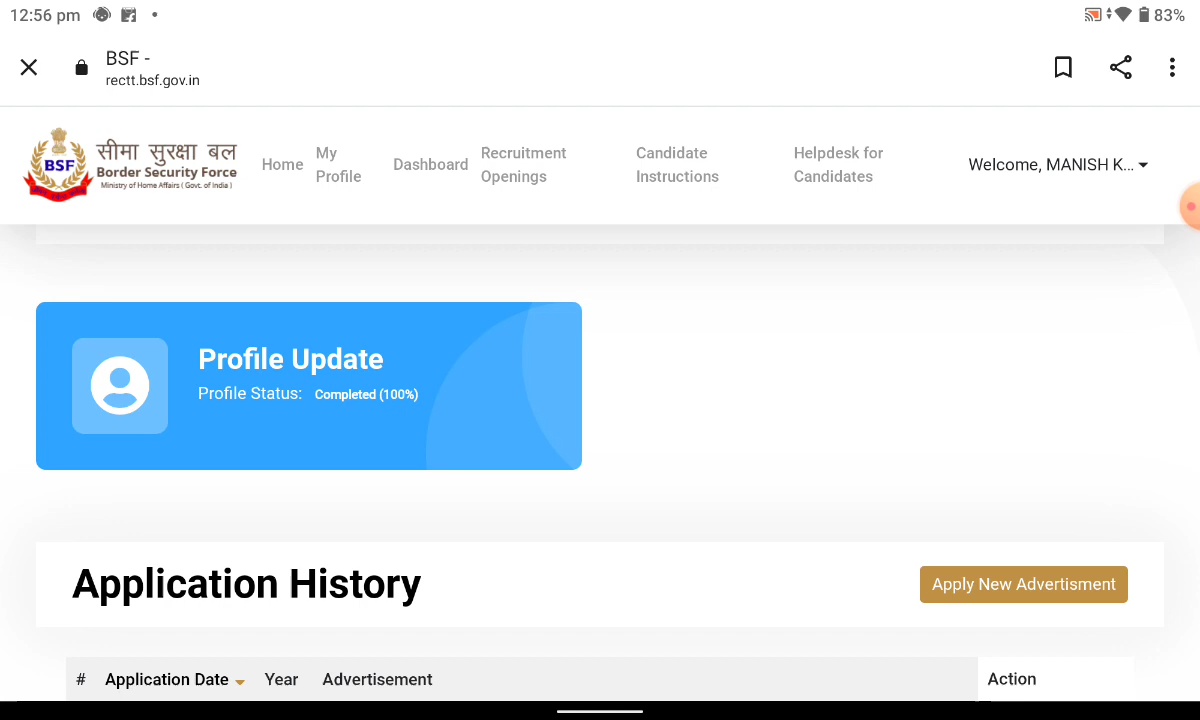 12:56 pm
83%
BSF -
rectt.bsf.gov.in
BSF
सीमा सुरक्षा बल
Border Security Force
Ministry of Home Affairs ( Govt. of India )
Home
My Profile
Dashboard
Recruitment Openings
Candidate Instructions
Helpdesk for Candidates
Welcome, MANISH K...
Profile Update
Profile Status: Completed (100%)
Application History
Apply New Advertisment
# Application Date Year Advertisement Action